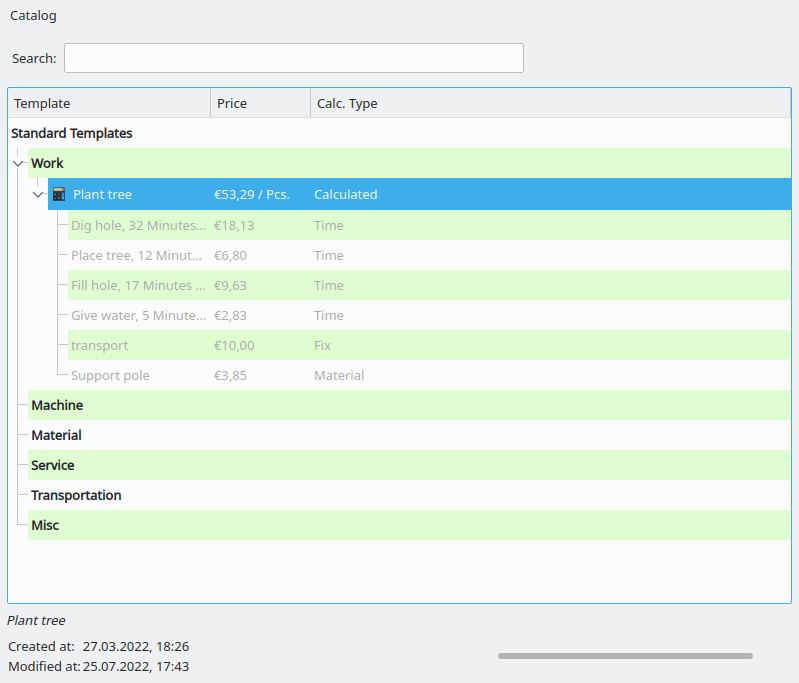 Catalog
Search:
Template Price Calc. Type
Standard Templates
Work
Plant tree €53,29 / Pcs. Calculated
Dig hole, 32 Minutes... €18,13 Time
Place tree, 12 Minut... €6,80 Time
Fill hole, 17 Minutes ... €9,63 Time
Give water, 5 Minute... €2,83 Time
transport €10,00 Fix
Support pole €3,85 Material
Machine
Material
Service
Transportation
Misc
Plant tree
Created at: 27.03.2022, 18:26
Modified at: 25.07.2022, 17:43